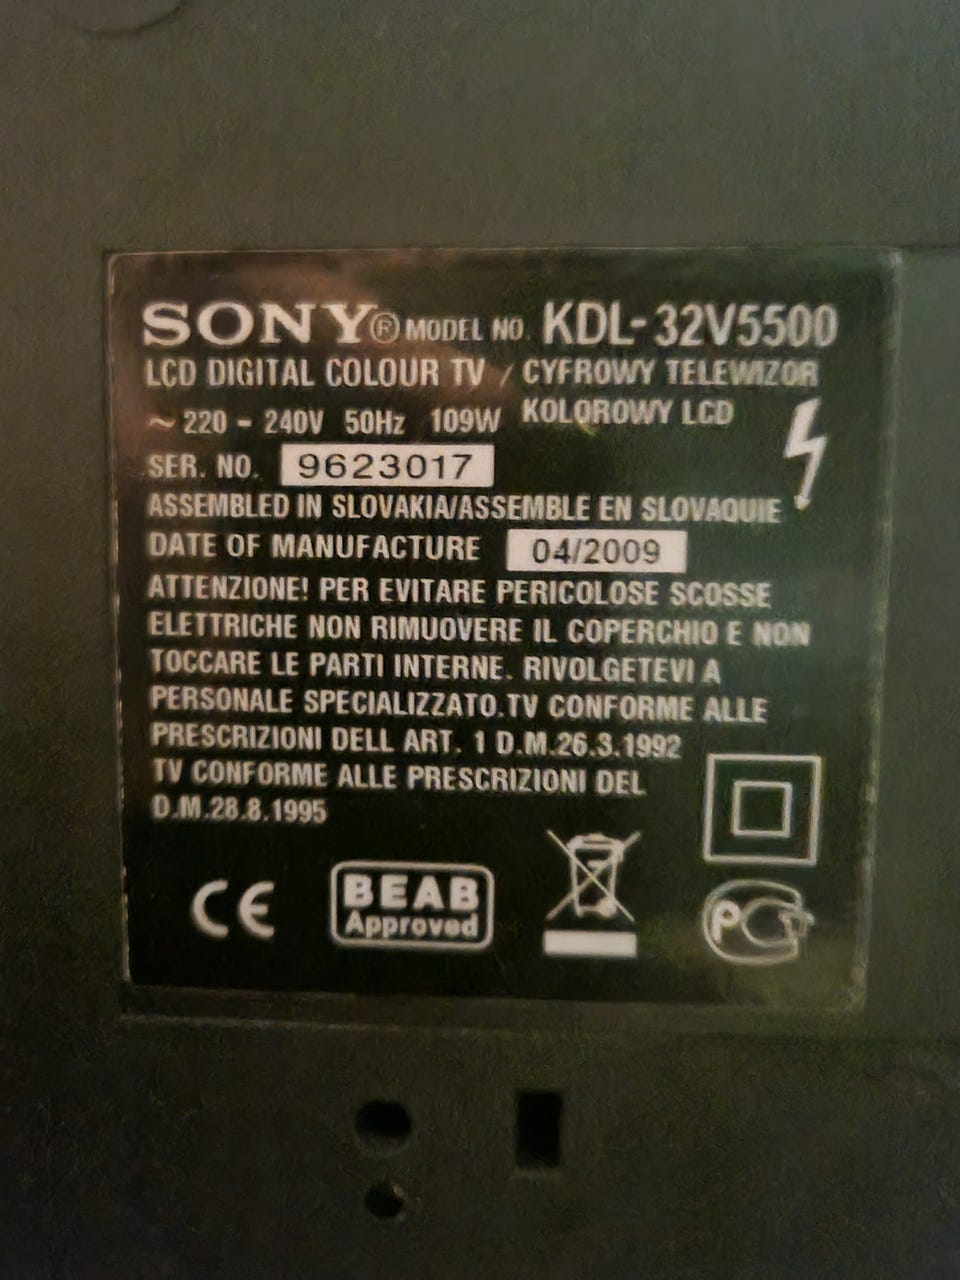 SONY® MODEL NO. KDL-32V5500
LCD DIGITAL COLOUR TV / CYFROWY TELEWIZOR
KOLOROWY LCD
~ 220 - 240V 50Hz 109W
SER. NO. 9623017
ASSEMBLED IN SLOVAKIA/ASSEMBLE EN SLOVAQUIE
DATE OF MANUFACTURE 04/2009
ATTENZIONE! PER EVITARE PERICOLOSE SCOSSE
ELETTRICHE NON RIMUOVERE IL COPERCHIO E NON
TOCCARE LE PARTI INTERNE. RIVOLGETEVI A
PERSONALE SPECIALIZZATO.TV CONFORME ALLE
PRESCRIZIONI DELL ART. 1 D.M.26.3.1992
TV CONFORME ALLE PRESCRIZIONI DEL
D.M.28.8.1995
CE
BEAB
Approved
PCT